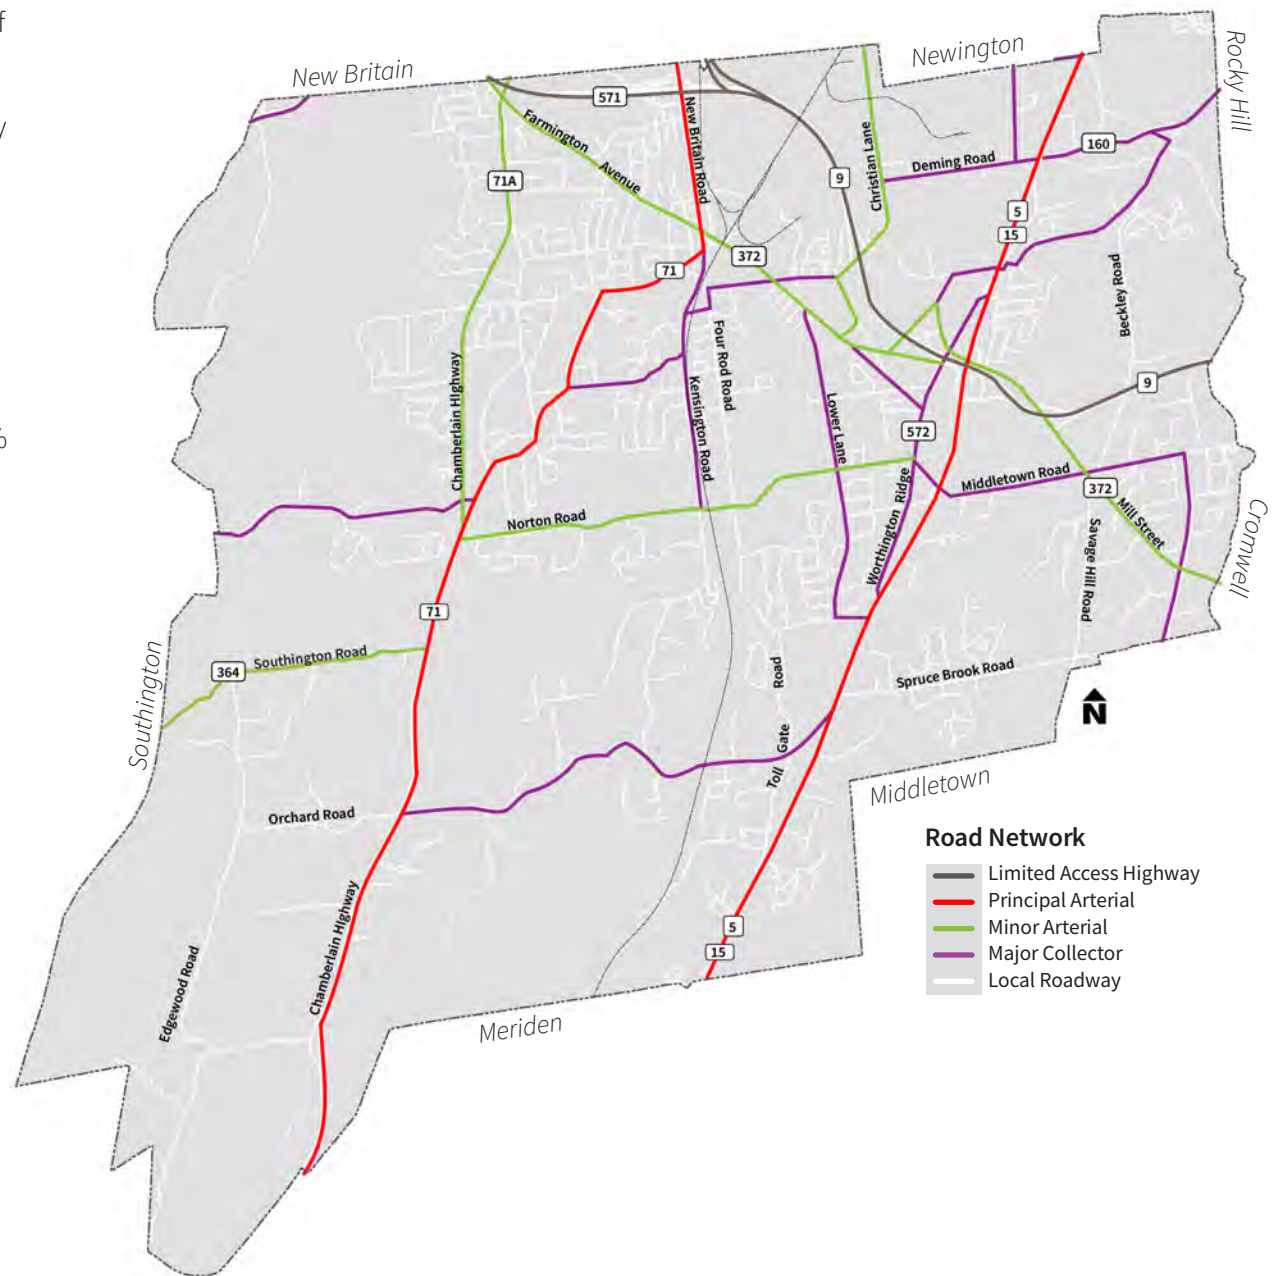 f
y
%
New Britain
Newington
Rocky Hill
571
New Britain Road
Farmington Avenue
Christian Lane
71A
9
Deming Road
160
5
15
372
71
Beckley Road
Four Rod Road
Chamberlain HIghway
Kensington Road
Lower Lane
9
572
Middletown Road
372
Mill Street
Norton Road
Worthington Ridge
Savage Hill Road
Cromwell
71
Southington Road
364
Southington
Spruce Brook Road
Toll Gate Road
N
Middletown
Orchard Road
Chamberlain HIghway
Edgewood Road
5
15
Meriden
Road Network
Limited Access Highway
Principal Arterial
Minor Arterial
Major Collector
Local Roadway